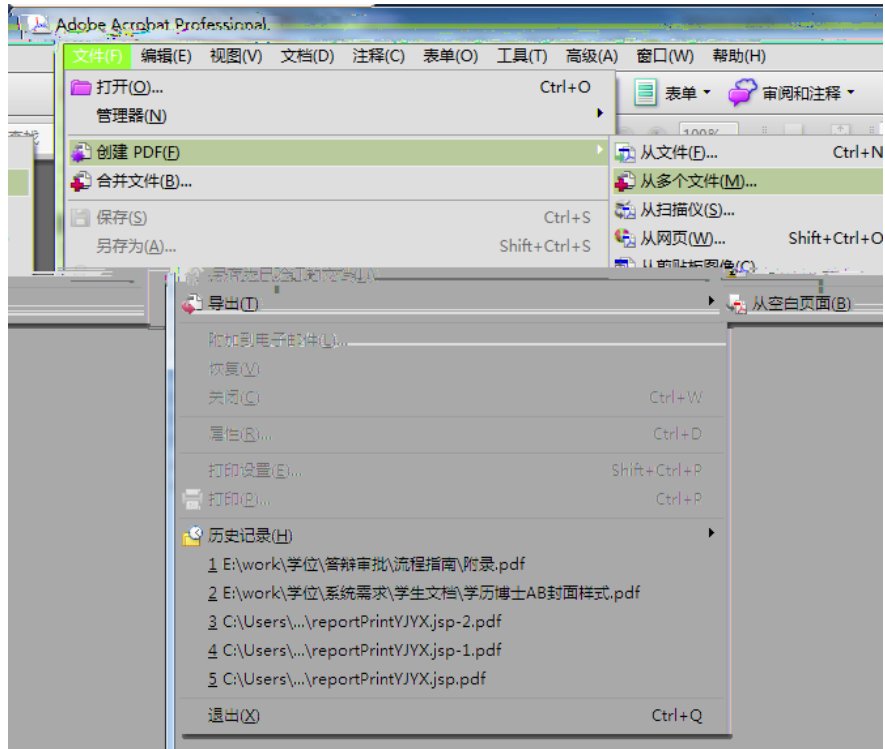 Adobe Acrobat Professional
文件(F) 编辑(E) 视图(V) 文档(D) 注释(C) 表单(O) 工具(T) 高级(A) 窗口(W) 帮助(H)
打开(O)... Ctrl+O
表单 审阅和注释
管理器(N)
100%
创建 PDF(F) 从文件(F)... Ctrl+N
合并文件(B)... 从多个文件(M)...
保存(S) Ctrl+S 从扫描仪(S)...
另存为(A)... Shift+Ctrl+S 从网页(W)... Shift+Ctrl+O
从剪贴板图像(C)
导出(T) 从空白页面(B)
附加到电子邮件(L)...
恢复(V)
关闭(C) Ctrl+W
属性(R)... Ctrl+D
打印设置(E)... Shift+Ctrl+P
打印(P)... Ctrl+P
历史记录(H)
1 E:\work\学位\答辩审批\流程指南\附录.pdf
2 E:\work\学位\系统需求\学生文档\学历博士AB封面样式.pdf
3 C:\Users\...\reportPrintYJYX.jsp-2.pdf
4 C:\Users\...\reportPrintYJYX.jsp-1.pdf
5 C:\Users\...\reportPrintYJYX.jsp.pdf
退出(X) Ctrl+Q